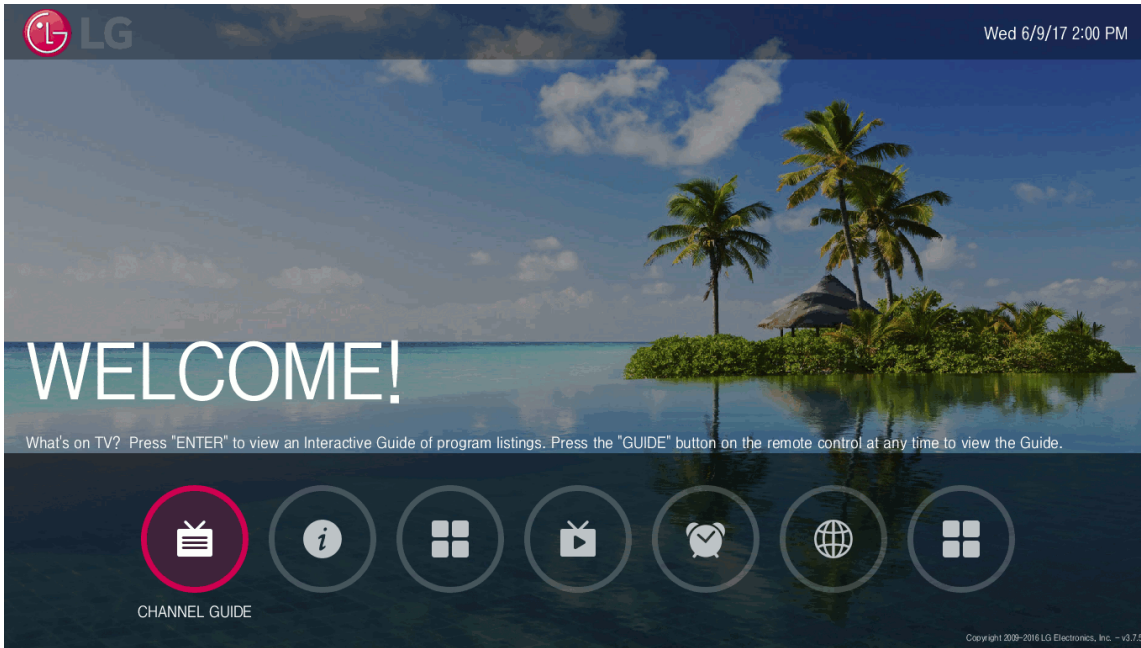 LG
Wed 6/9/17 2:00 PM
WELCOME!
What's on TV? Press "ENTER" to view an Interactive Guide of program listings. Press the "GUIDE" button on the remote control at any time to view the Guide.
CHANNEL GUIDE
Copyright 2009-2016 LG Electronics, Inc. - v3.7.5